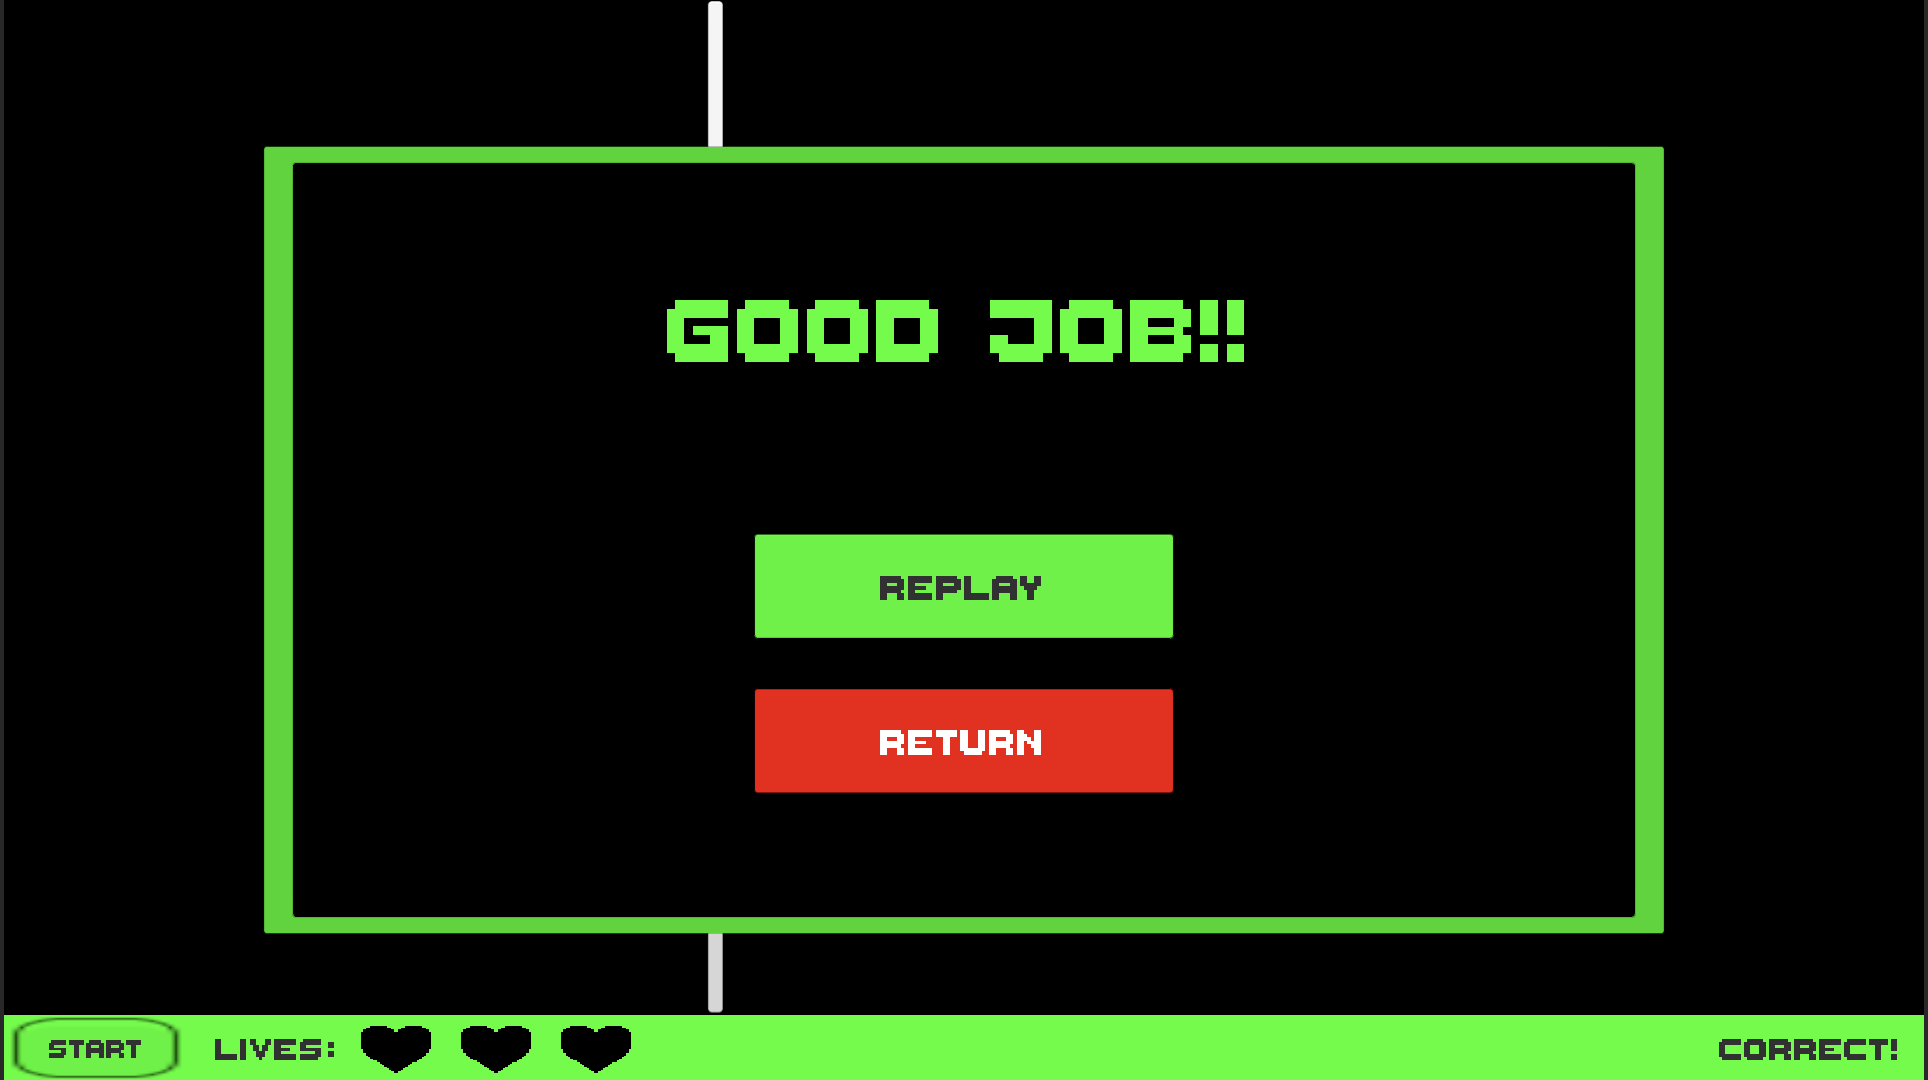 GOOD JOB!!
REPLAY
RETURN
START
LIVES:
CORRECT!